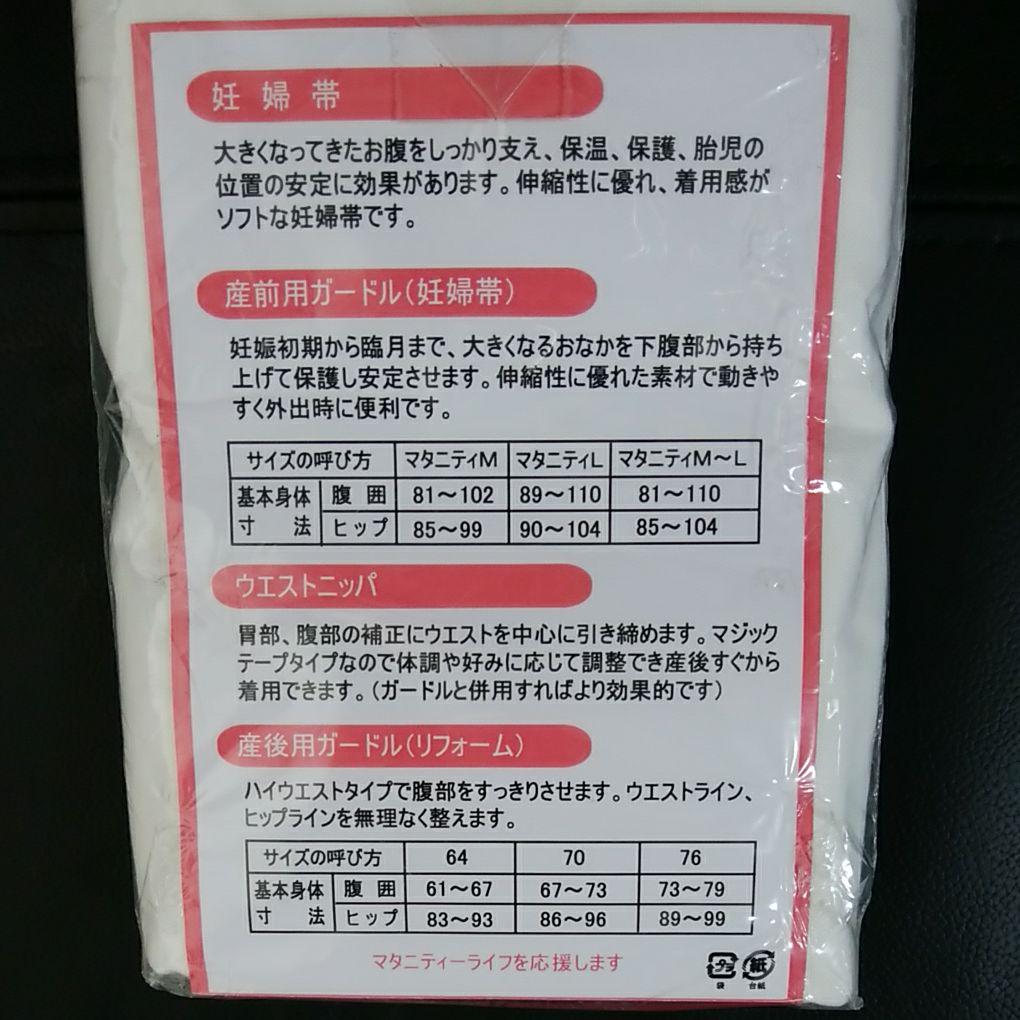 妊婦帯
大きくなってきたお腹をしっかり支え、保温、保護、胎児の
位置の安定に効果があります。伸縮性に優れ、着用感が
ソフトな妊婦帯です。
産前用ガードル(妊婦帯)
妊娠初期から臨月まで、大きくなるおなかを下腹部から持ち
上げて保護し安定させます。伸縮性に優れた素材で動きや
すく外出時に便利です。
サイズの呼び方 マタニティM マタニティL マタニティM～L
基本身体 腹囲 81～102 89～110 81～110
寸法 ヒップ 85～99 90～104 85～104
ウエストニッパ
胃部、腹部の補正にウエストを中心に引き締めます。マジック
テープタイプなので体調や好みに応じて調整でき産後すぐから
着用できます。(ガードルと併用すればより効果的です)
産後用ガードル(リフォーム)
ハイウエストタイプで腹部をすっきりさせます。ウエストライン、
ヒップラインを無理なく整えます。
サイズの呼び方 64 70 76
基本身体 腹囲 61～67 67～73 73～79
寸法 ヒップ 83～93 86～96 89～99
マタニティーライフを応援します
プラ 紙
袋 台紙